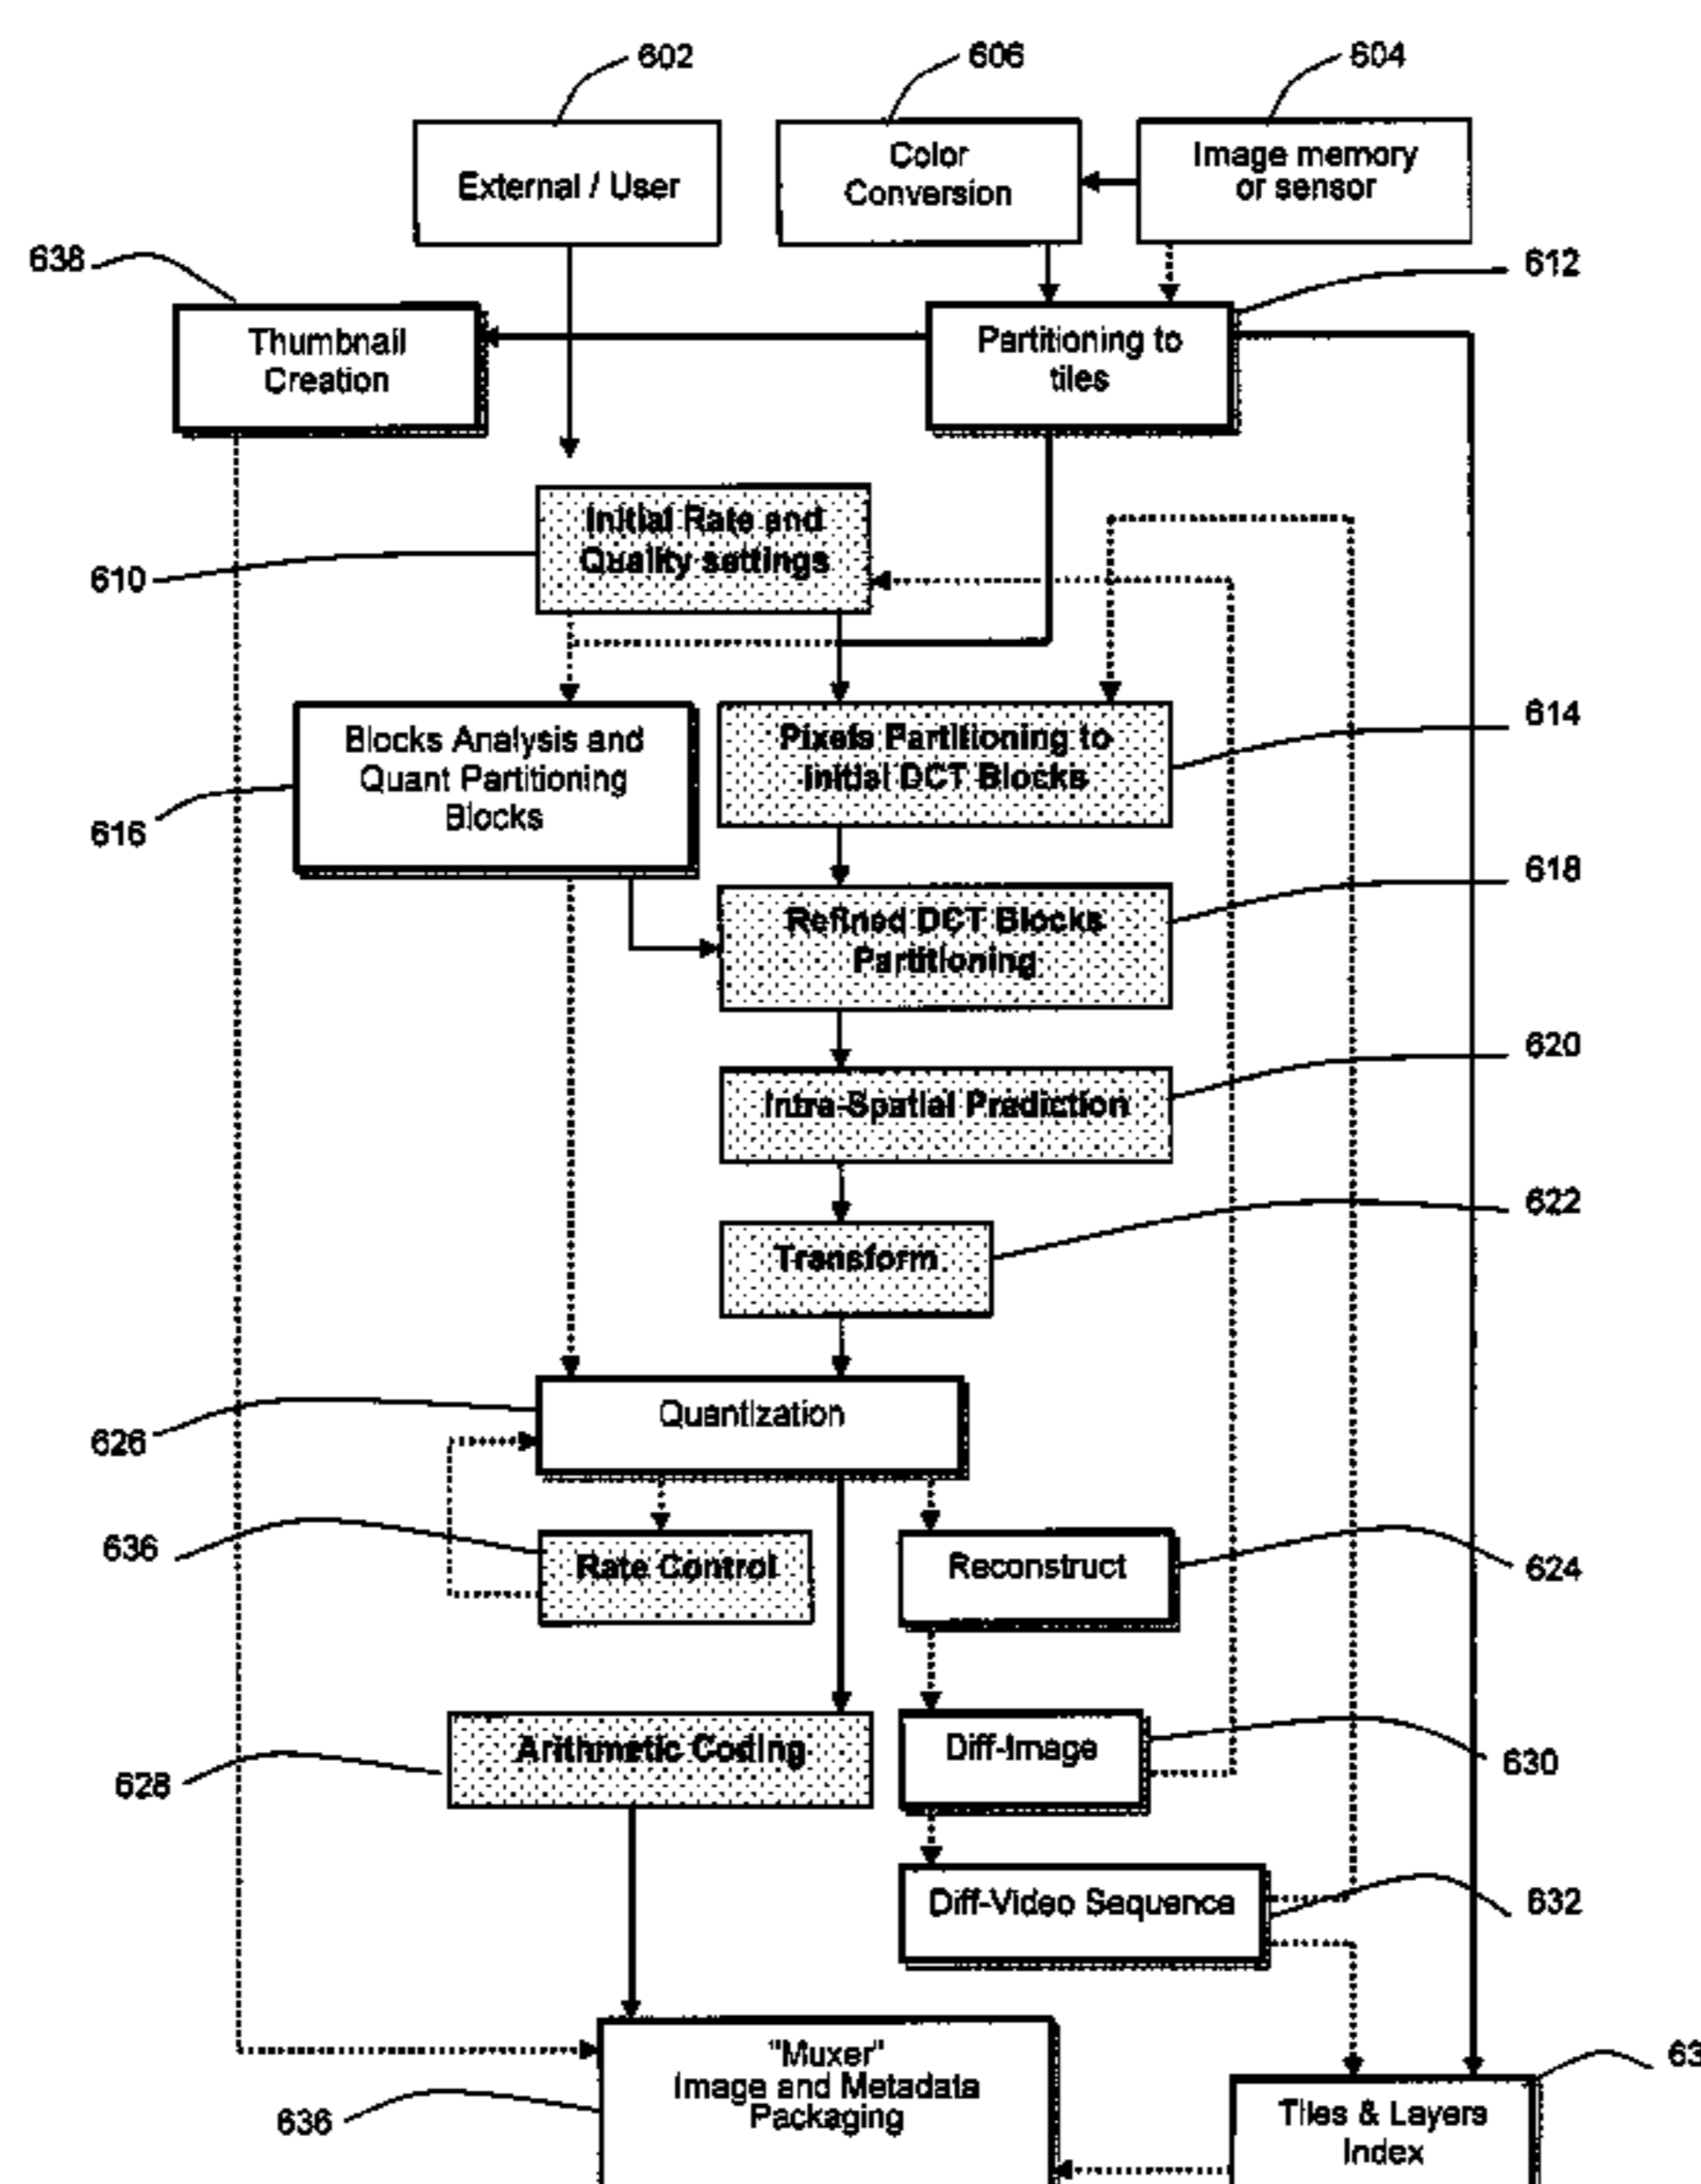 602
606
604
External / User
Color
Conversion
Image memory
or sensor
638
612
Thumbnail
Creation
Partitioning to
tiles
Initial Rate and
Quality settings
610
614
Blocks Analysis and
Quant Partitioning
Blocks
Pixels Partitioning to
Initial DCT Blocks
616
618
Refined DCT Blocks
Partitioning
620
Intra-Spatial Prediction
622
Transform
Quantization
626
636
Rate Control
Reconstruct
624
Arithmetic Coding
Diff-Image
630
628
Diff-Video Sequence
632
"Muxer"
Image and Metadata
Packaging
636
Tiles & Layers
Index